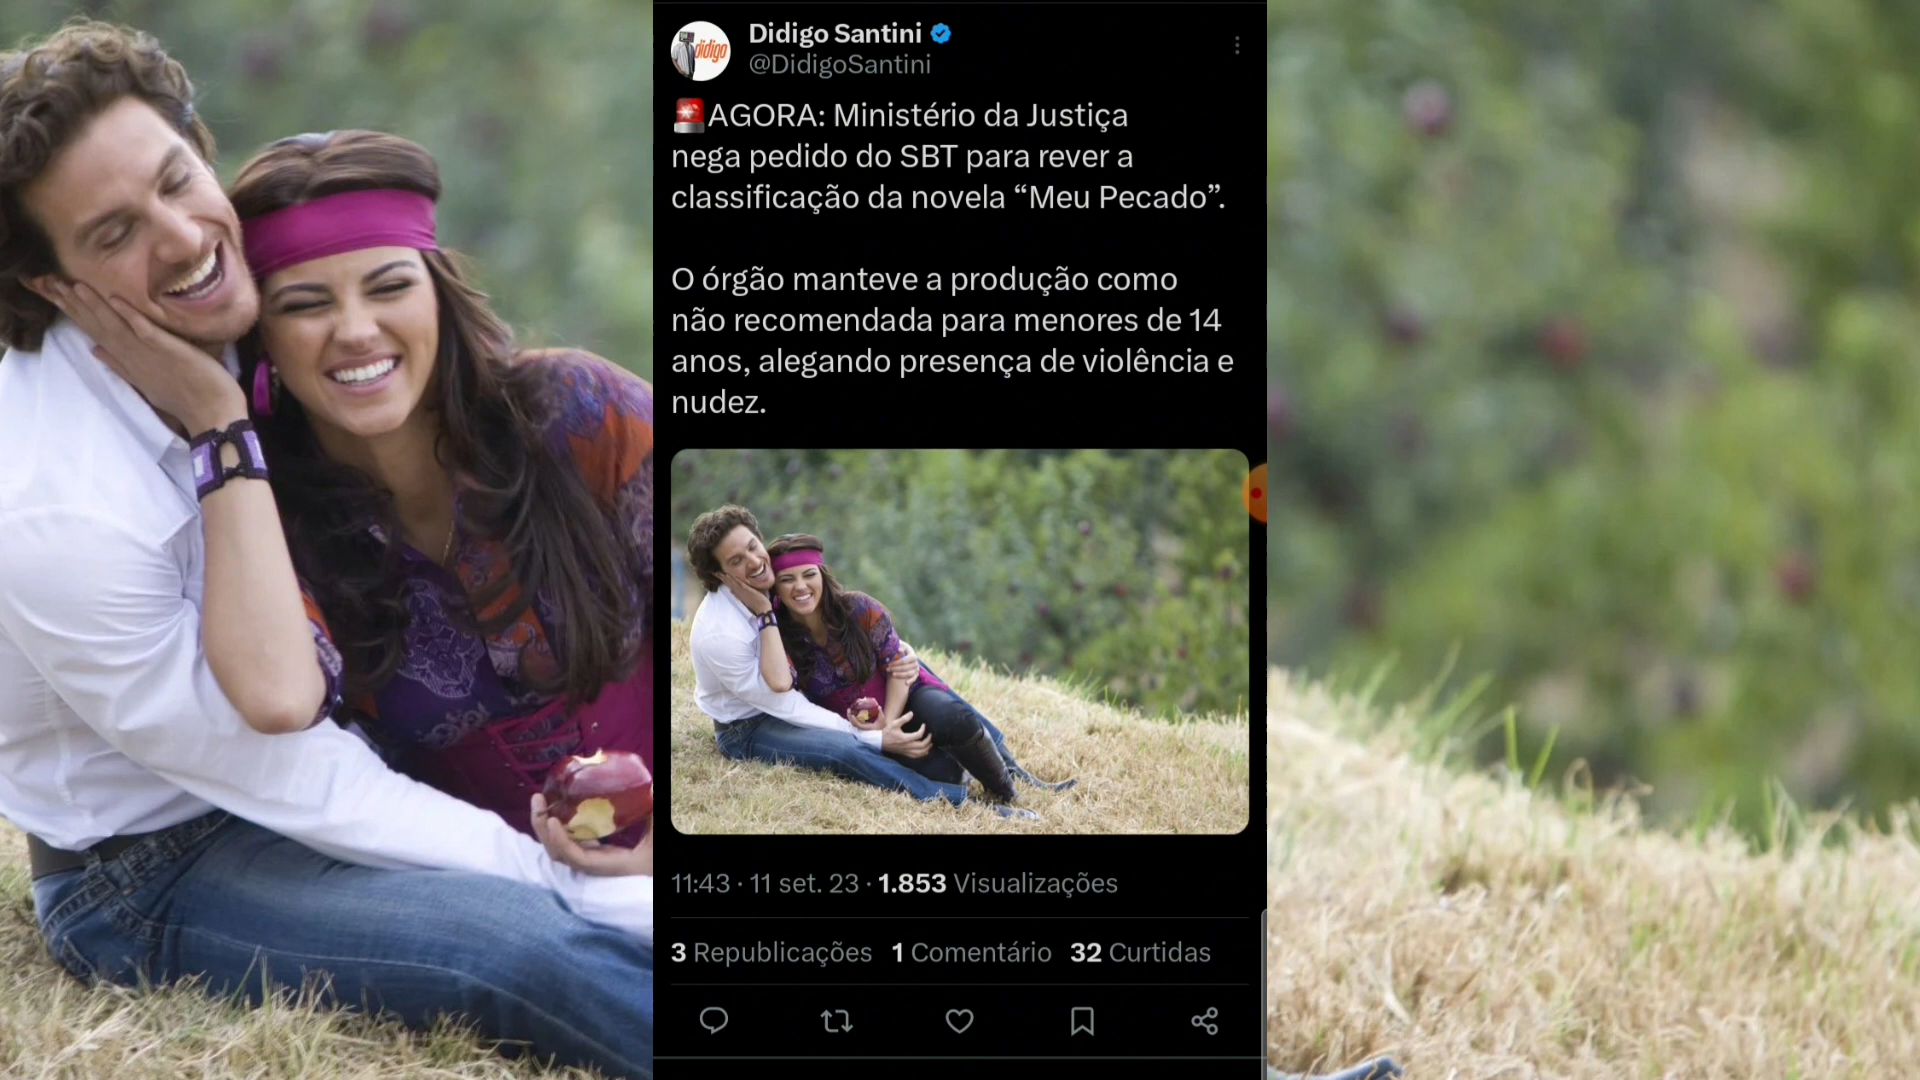 didigo
Didigo Santini
@DidigoSantini
🚨AGORA: Ministério da Justiça
nega pedido do SBT para rever a
classificação da novela “Meu Pecado”.
O órgão manteve a produção como
não recomendada para menores de 14
anos, alegando presença de violência e
nudez.
11:43 · 11 set. 23 · 1.853 Visualizações
3 Republicações 1 Comentário 32 Curtidas